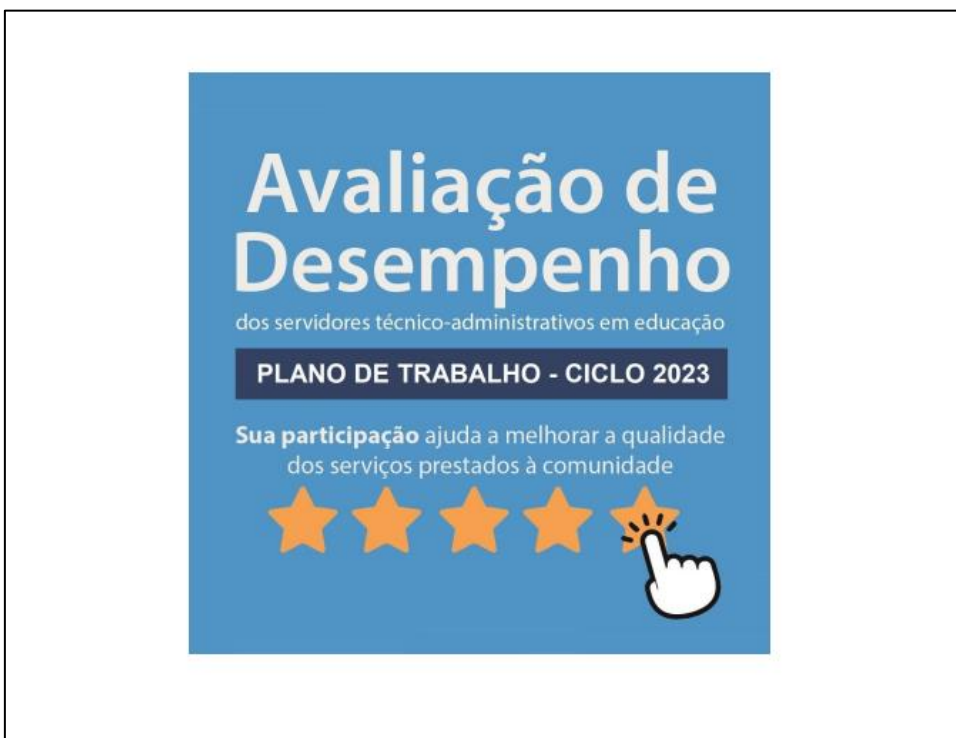 Avaliação de
Desempenho
dos servidores técnico-administrativos em educação
PLANO DE TRABALHO - CICLO 2023
Sua participação ajuda a melhorar a qualidade
dos serviços prestados à comunidade